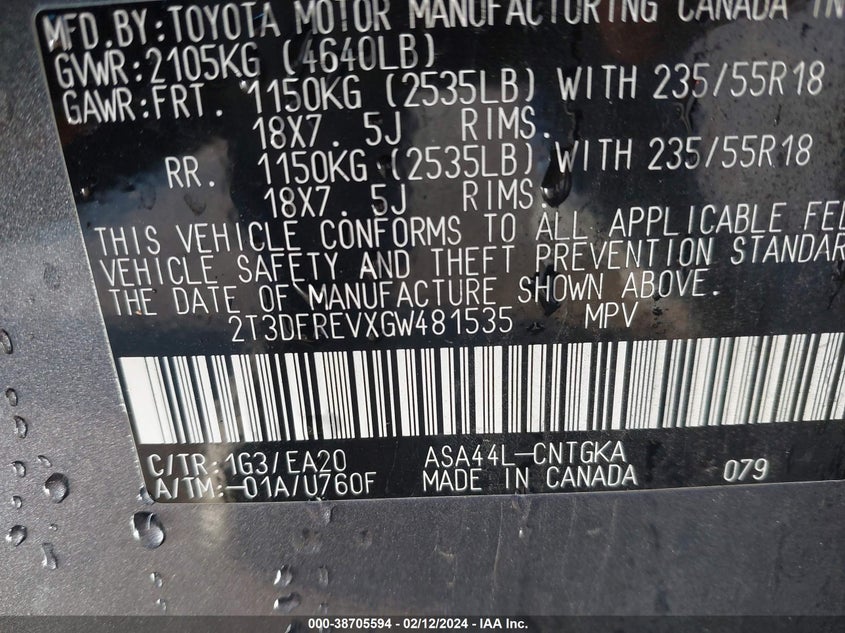 MFD.BY:TOYOTA MOTOR MANUFACTURING CANADA IN
GVWR:2105KG (4640LB)
GAWR:FRT. 1150KG (2535LB) WITH 235/55R18
18X7.5J RIMS.
RR. 1150KG (2535LB) WITH 235/55R18
18X7.5J RIMS.
THIS VEHICLE CONFORMS TO ALL APPLICABLE FED
VEHICLE SAFETY AND THEFT PREVENTION STANDAR
THE DATE OF MANUFACTURE SHOWN ABOVE.
2T3DFREVXGW481535 MPV
C/TR:1G3/EA20 ASA44L-CNTGKA
A/TM:-01A/U760F MADE IN CANADA 079
000-38705594 - 02/12/2024 - IAA Inc.